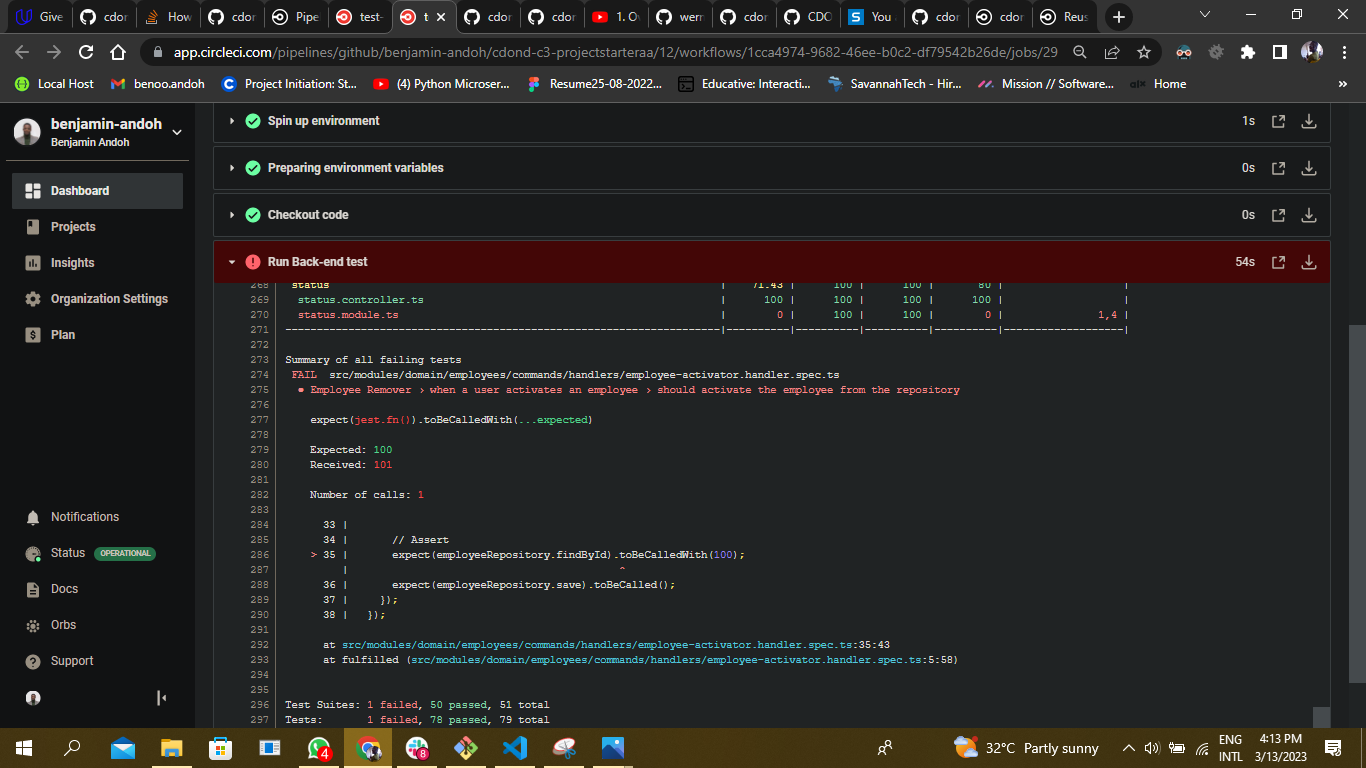 Give
cdor
How
cdor
Pipe
test-
t
cdor
cdor
1. O
werr
cdor
CDC
You
cdor
cdor
Reus
app.circleci.com/pipelines/github/benjamin-andoh/cdond-c3-projectstarteraa/12/workflows/1cca4974-9682-46ee-b0c2-df79542b26de/jobs/29
Local Host
benoo.andoh
Project Initiation: St...
(4) Python Microser...
Resume25-08-2022...
Educative: Interacti...
SavannahTech - Hir...
Mission // Software...
Home
»
benjamin-andoh
Benjamin Andoh
Dashboard
Projects
Insights
Organization Settings
Plan
Notifications
Status OPERATIONAL
Docs
Orbs
Support
Spin up environment 1s
Preparing environment variables 0s
Checkout code 0s
Run Back-end test 54s
268 status | 71.43 | 100 | 100 | 80 | |
269 status.controller.ts | 100 | 100 | 100 | 100 | |
270 status.module.ts | 0 | 100 | 100 | 0 | 1,4 |
271 ---------------------------------------------------------------------|----------|----------|----------|----------|-------------------|
272
273 Summary of all failing tests
274 FAIL src/modules/domain/employees/commands/handlers/employee-activator.handler.spec.ts
275 ● Employee Remover › when a user activates an employee › should activate the employee from the repository
276
277 expect(jest.fn()).toBeCalledWith(...expected)
278
279 Expected: 100
280 Received: 101
281
282 Number of calls: 1
283
284 33 |
285 34 | // Assert
286 > 35 | expect(employeeRepository.findById).toBeCalledWith(100);
287 | ^
288 36 | expect(employeeRepository.save).toBeCalled();
289 37 | });
290 38 | });
291
292 at src/modules/domain/employees/commands/handlers/employee-activator.handler.spec.ts:35:43
293 at fulfilled (src/modules/domain/employees/commands/handlers/employee-activator.handler.spec.ts:5:58)
294
295
296 Test Suites: 1 failed, 50 passed, 51 total
297 Tests: 1 failed, 78 passed, 79 total
4
8
32°C Partly sunny
ENG
INTL
4:13 PM
3/13/2023